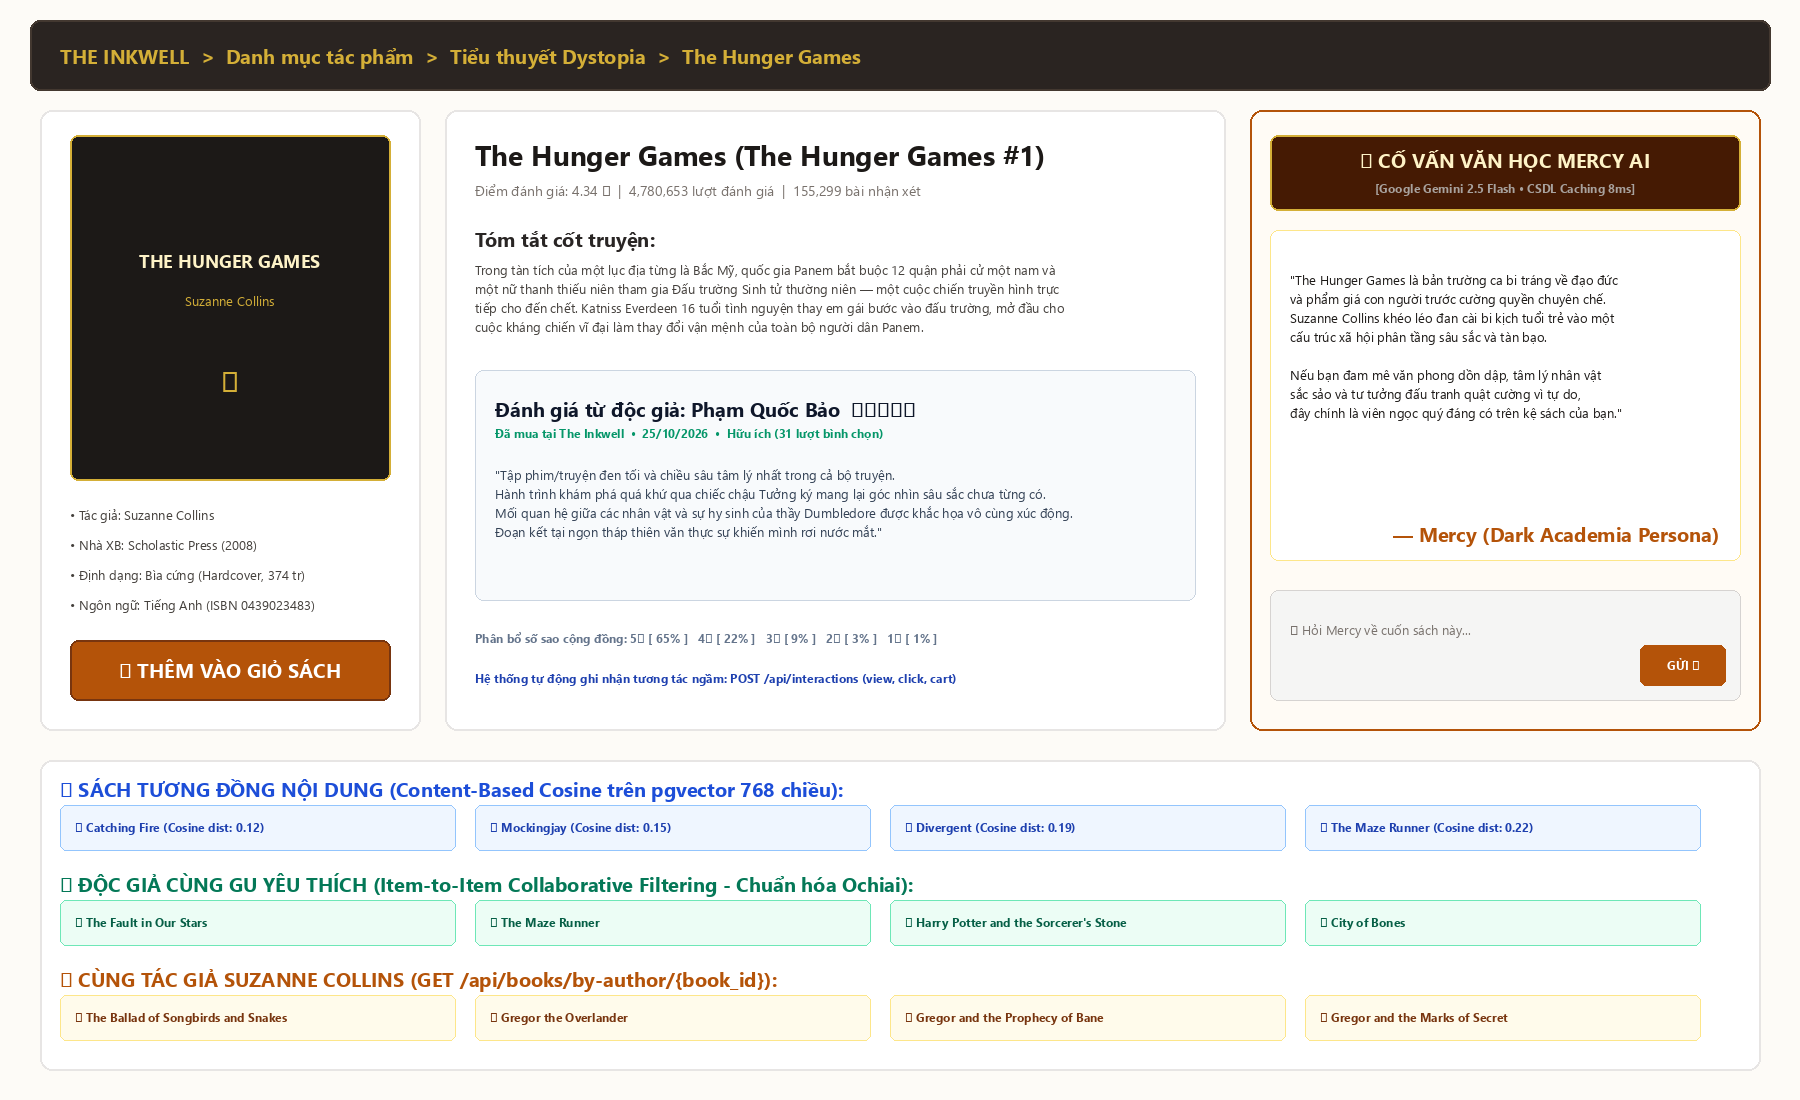 THE INKWELL > Danh mục tác phẩm > Tiểu thuyết Dystopia > The Hunger Games
THE HUNGER GAMES
Suzanne Collins
• Tác giả: Suzanne Collins
• Nhà XB: Scholastic Press (2008)
• Định dạng: Bìa cứng (Hardcover, 374 tr)
• Ngôn ngữ: Tiếng Anh (ISBN 0439023483)
THÊM VÀO GIỎ SÁCH
The Hunger Games (The Hunger Games #1)
Điểm đánh giá: 4.34 | 4,780,653 lượt đánh giá | 155,299 bài nhận xét
Tóm tắt cốt truyện:
Trong tàn tích của một lục địa từng là Bắc Mỹ, quốc gia Panem bắt buộc 12 quận phải cử một nam và
một nữ thanh thiếu niên tham gia Đấu trường Sinh tử thường niên — một cuộc chiến truyền hình trực
tiếp cho đến chết. Katniss Everdeen 16 tuổi tình nguyện thay em gái bước vào đấu trường, mở đầu cho
cuộc kháng chiến vĩ đại làm thay đổi vận mệnh của toàn bộ người dân Panem.
Đánh giá từ độc giả: Phạm Quốc Bảo
Đã mua tại The Inkwell • 25/10/2026 • Hữu ích (31 lượt bình chọn)
"Tập phim/truyện đen tối và chiều sâu tâm lý nhất trong cả bộ truyện.
Hành trình khám phá quá khứ qua chiếc chậu Tưởng ký mang lại góc nhìn sâu sắc chưa từng có.
Mối quan hệ giữa các nhân vật và sự hy sinh của thầy Dumbledore được khắc họa vô cùng xúc động.
Đoạn kết tại ngọn tháp thiên văn thực sự khiến mình rơi nước mắt."
Phân bổ số sao cộng đồng: 5 [ 65% ] 4 [ 22% ] 3 [ 9% ] 2 [ 3% ] 1 [ 1% ]
Hệ thống tự động ghi nhận tương tác ngầm: POST /api/interactions (view, click, cart)
CỐ VẤN VĂN HỌC MERCY AI
[Google Gemini 2.5 Flash • CSDL Caching 8ms]
"The Hunger Games là bản trường ca bi tráng về đạo đức
và phẩm giá con người trước cường quyền chuyên chế.
Suzanne Collins khéo léo đan cài bi kịch tuổi trẻ vào một
cấu trúc xã hội phân tầng sâu sắc và tàn bạo.
Nếu bạn đam mê văn phong dồn dập, tâm lý nhân vật
sắc sảo và tư tưởng đấu tranh quật cường vì tự do,
đây chính là viên ngọc quý đáng có trên kệ sách của bạn."
— Mercy (Dark Academia Persona)
Hỏi Mercy về cuốn sách này...
GỬI
SÁCH TƯƠNG ĐỒNG NỘI DUNG (Content-Based Cosine trên pgvector 768 chiều):
Catching Fire (Cosine dist: 0.12)
Mockingjay (Cosine dist: 0.15)
Divergent (Cosine dist: 0.19)
The Maze Runner (Cosine dist: 0.22)
ĐỘC GIẢ CÙNG GU YÊU THÍCH (Item-to-Item Collaborative Filtering - Chuẩn hóa Ochiai):
The Fault in Our Stars
The Maze Runner
Harry Potter and the Sorcerer's Stone
City of Bones
CÙNG TÁC GIẢ SUZANNE COLLINS (GET /api/books/by-author/{book_id}):
The Ballad of Songbirds and Snakes
Gregor the Overlander
Gregor and the Prophecy of Bane
Gregor and the Marks of Secret